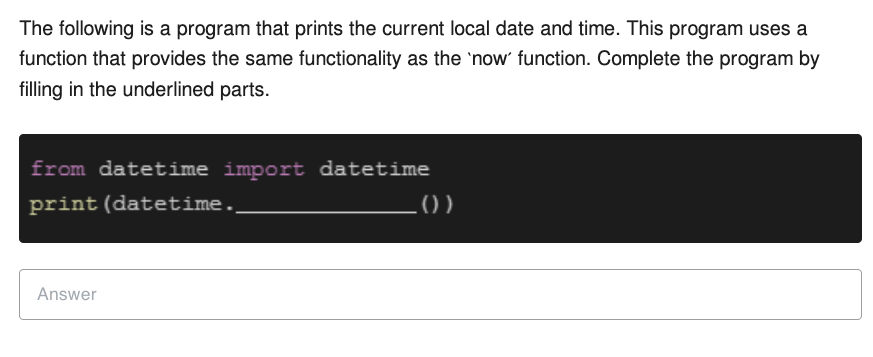 The following is a program that prints the current local date and time. This program uses a
function that provides the same functionality as the `now´ function. Complete the program by
filling in the underlined parts.
from datetime import datetime
print(datetime._______________())
Answer